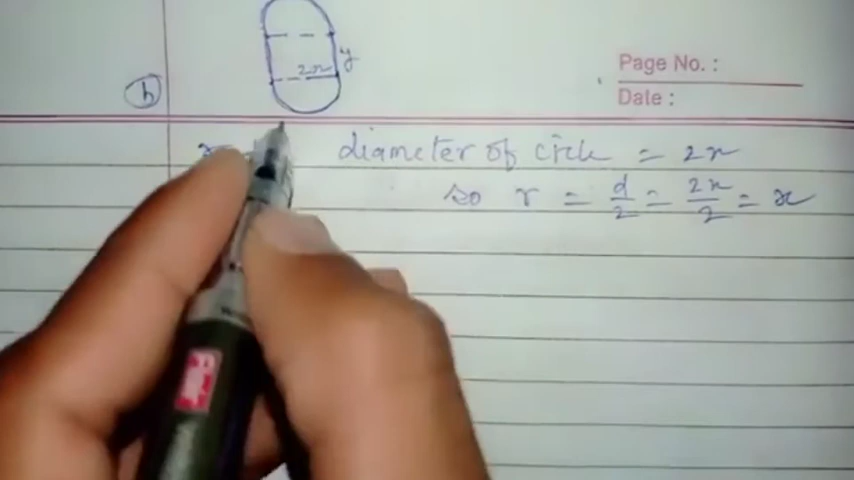 y
2x
Page No. :
(h)
Date :
diameter of circle = 2x
so r = d/2 = 2x/2 = x